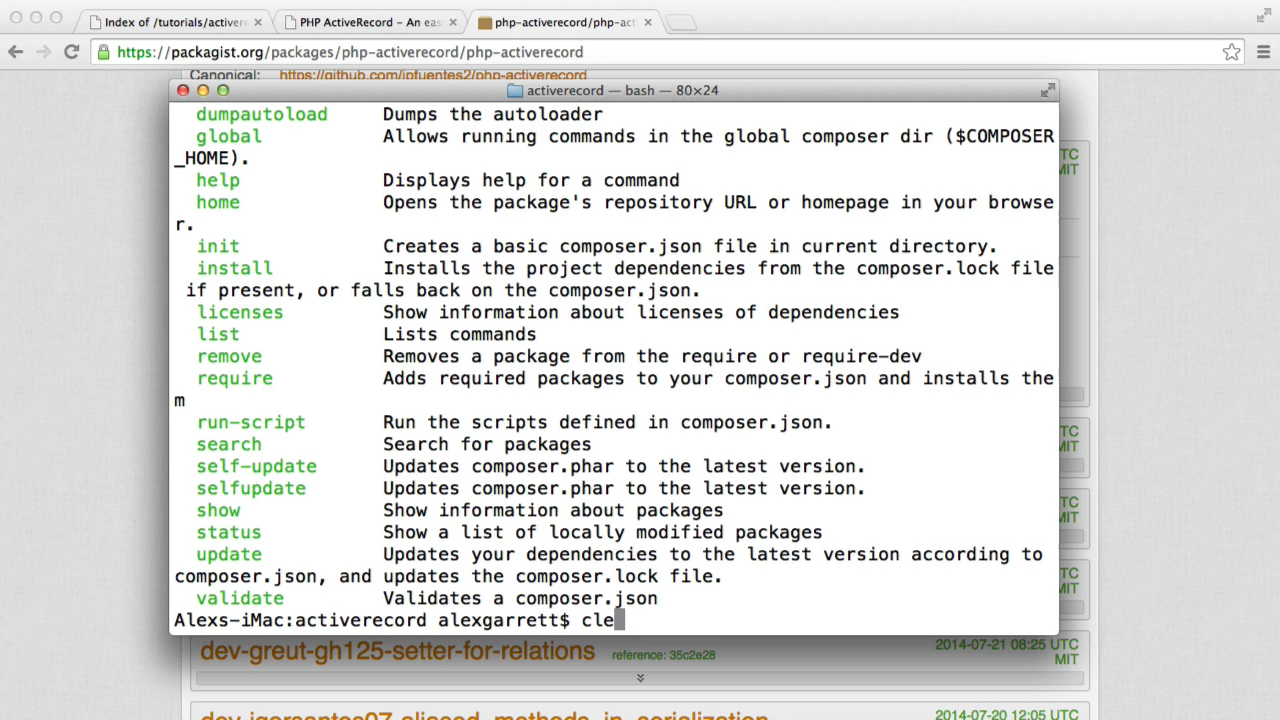 Index of /tutorials/activere
PHP ActiveRecord – An eas
php-activerecord/php-act
https://packagist.org/packages/php-activerecord/php-activerecord
Canonical: https://github.com/jpfuentes2/php-activerecord
activerecord — bash — 80×24
dumpautoload Dumps the autoloader
global Allows running commands in the global composer dir ($COMPOSER
_HOME).
help Displays help for a command
home Opens the package's repository URL or homepage in your browse
r.
init Creates a basic composer.json file in current directory.
install Installs the project dependencies from the composer.lock file
if present, or falls back on the composer.json.
licenses Show information about licenses of dependencies
list Lists commands
remove Removes a package from the require or require-dev
require Adds required packages to your composer.json and installs the
m
run-script Run the scripts defined in composer.json.
search Search for packages
self-update Updates composer.phar to the latest version.
selfupdate Updates composer.phar to the latest version.
show Show information about packages
status Show a list of locally modified packages
update Updates your dependencies to the latest version according to
composer.json, and updates the composer.lock file.
validate Validates a composer.json
Alexs-iMac:activerecord alexgarrett$ cle
TC
MIT
TC
MIT
TC
MIT
TC
MIT
dev-greut-gh125-setter-for-relations reference: 35c2e28 2014-07-21 08:25 UTC
MIT
2014-07-20 12:05 UTC